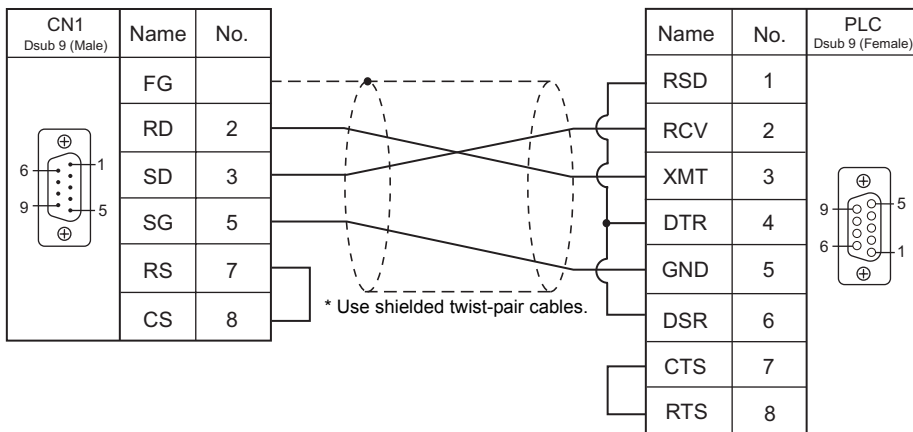 CN1
Dsub 9 (Male)
Name No.
FG
RD 2
SD 3
SG 5
RS 7
CS 8
6
1
9
5
* Use shielded twist-pair cables.
Name No.
PLC
Dsub 9 (Female)
RSD 1
RCV 2
XMT 3
DTR 4
GND 5
DSR 6
CTS 7
RTS 8
9
5
6
1